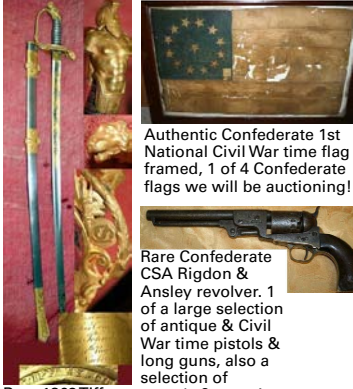 Authentic Confederate 1st
National Civil War time flag
framed, 1 of 4 Confederate
flags we will be auctioning!
Rare Confederate
CSA Rigdon &
Ansley revolver. 1
of a large selection
of antique & Civil
War time pistols &
long guns, also a
selection of